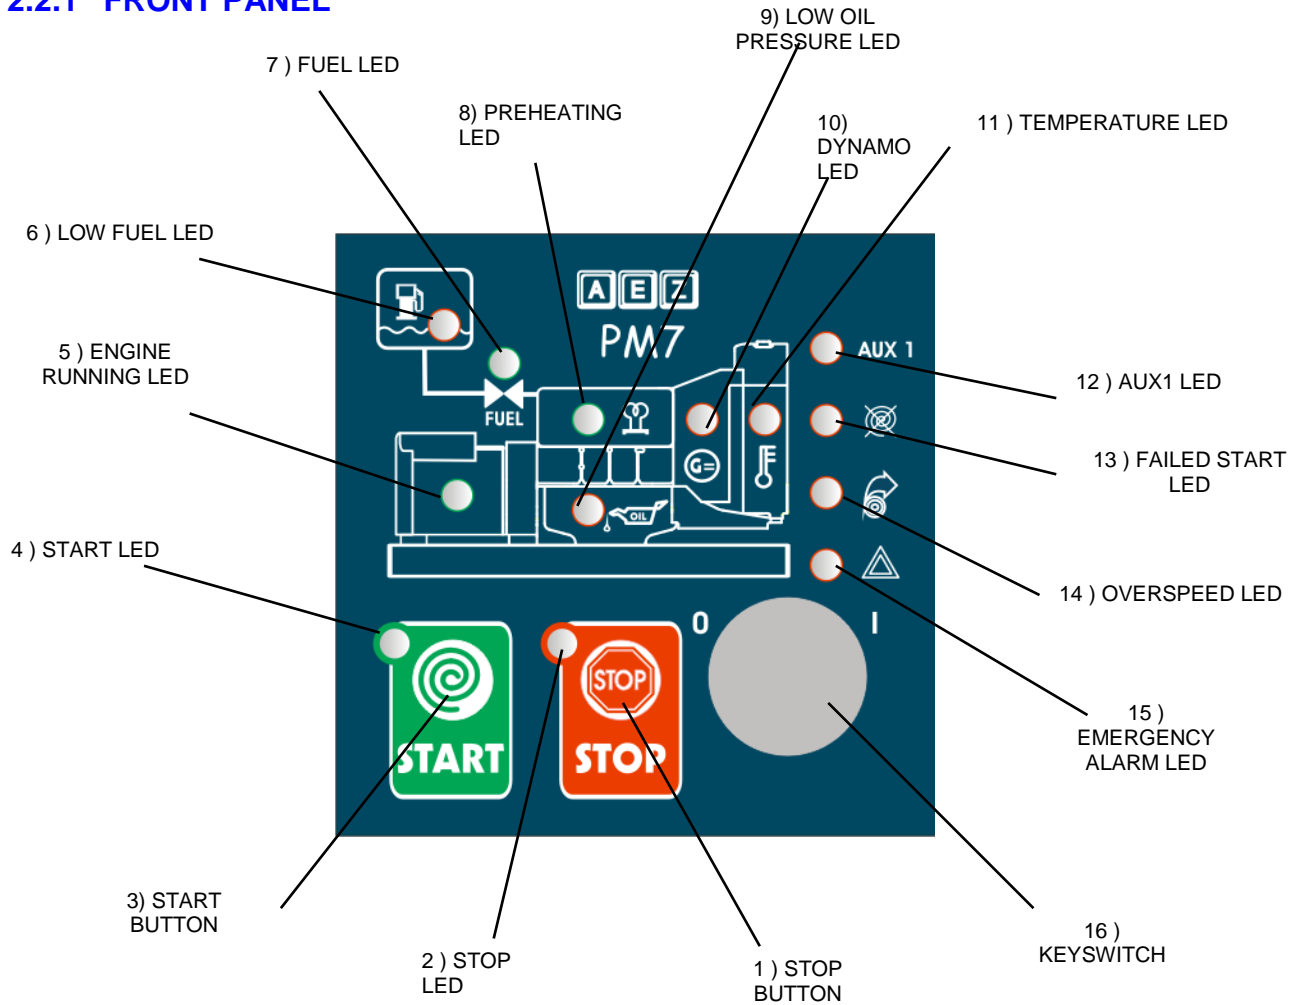 2.2.1 FRONT PANEL
9) LOW OIL
PRESSURE LED
7 ) FUEL LED
8) PREHEATING
LED
10)
DYNAMO
LED
11 ) TEMPERATURE LED
6 ) LOW FUEL LED
5 ) ENGINE
RUNNING LED
4 ) START LED
A E Z
PM7
AUX 1
FUEL
G=
OIL
0
I
STOP
START
STOP
12 ) AUX1 LED
13 ) FAILED START
LED
14 ) OVERSPEED LED
15 )
EMERGENCY
ALARM LED
3) START
BUTTON
2 ) STOP
LED
1 ) STOP
BUTTON
16 )
KEYSWITCH